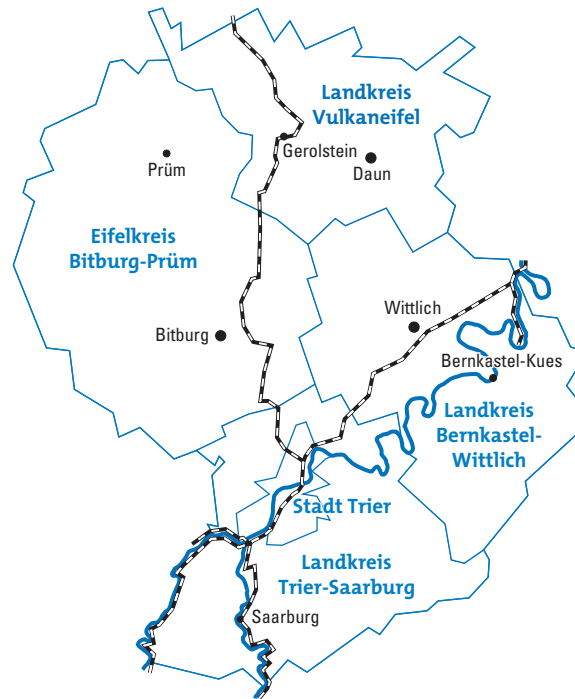 Landkreis
Vulkaneifel
Gerolstein
Prüm
Daun
Eifelkreis
Bitburg-Prüm
Wittlich
Bitburg
Bernkastel-Kues
Landkreis
Bernkastel-
Wittlich
Stadt Trier
Landkreis
Trier-Saarburg
Saarburg